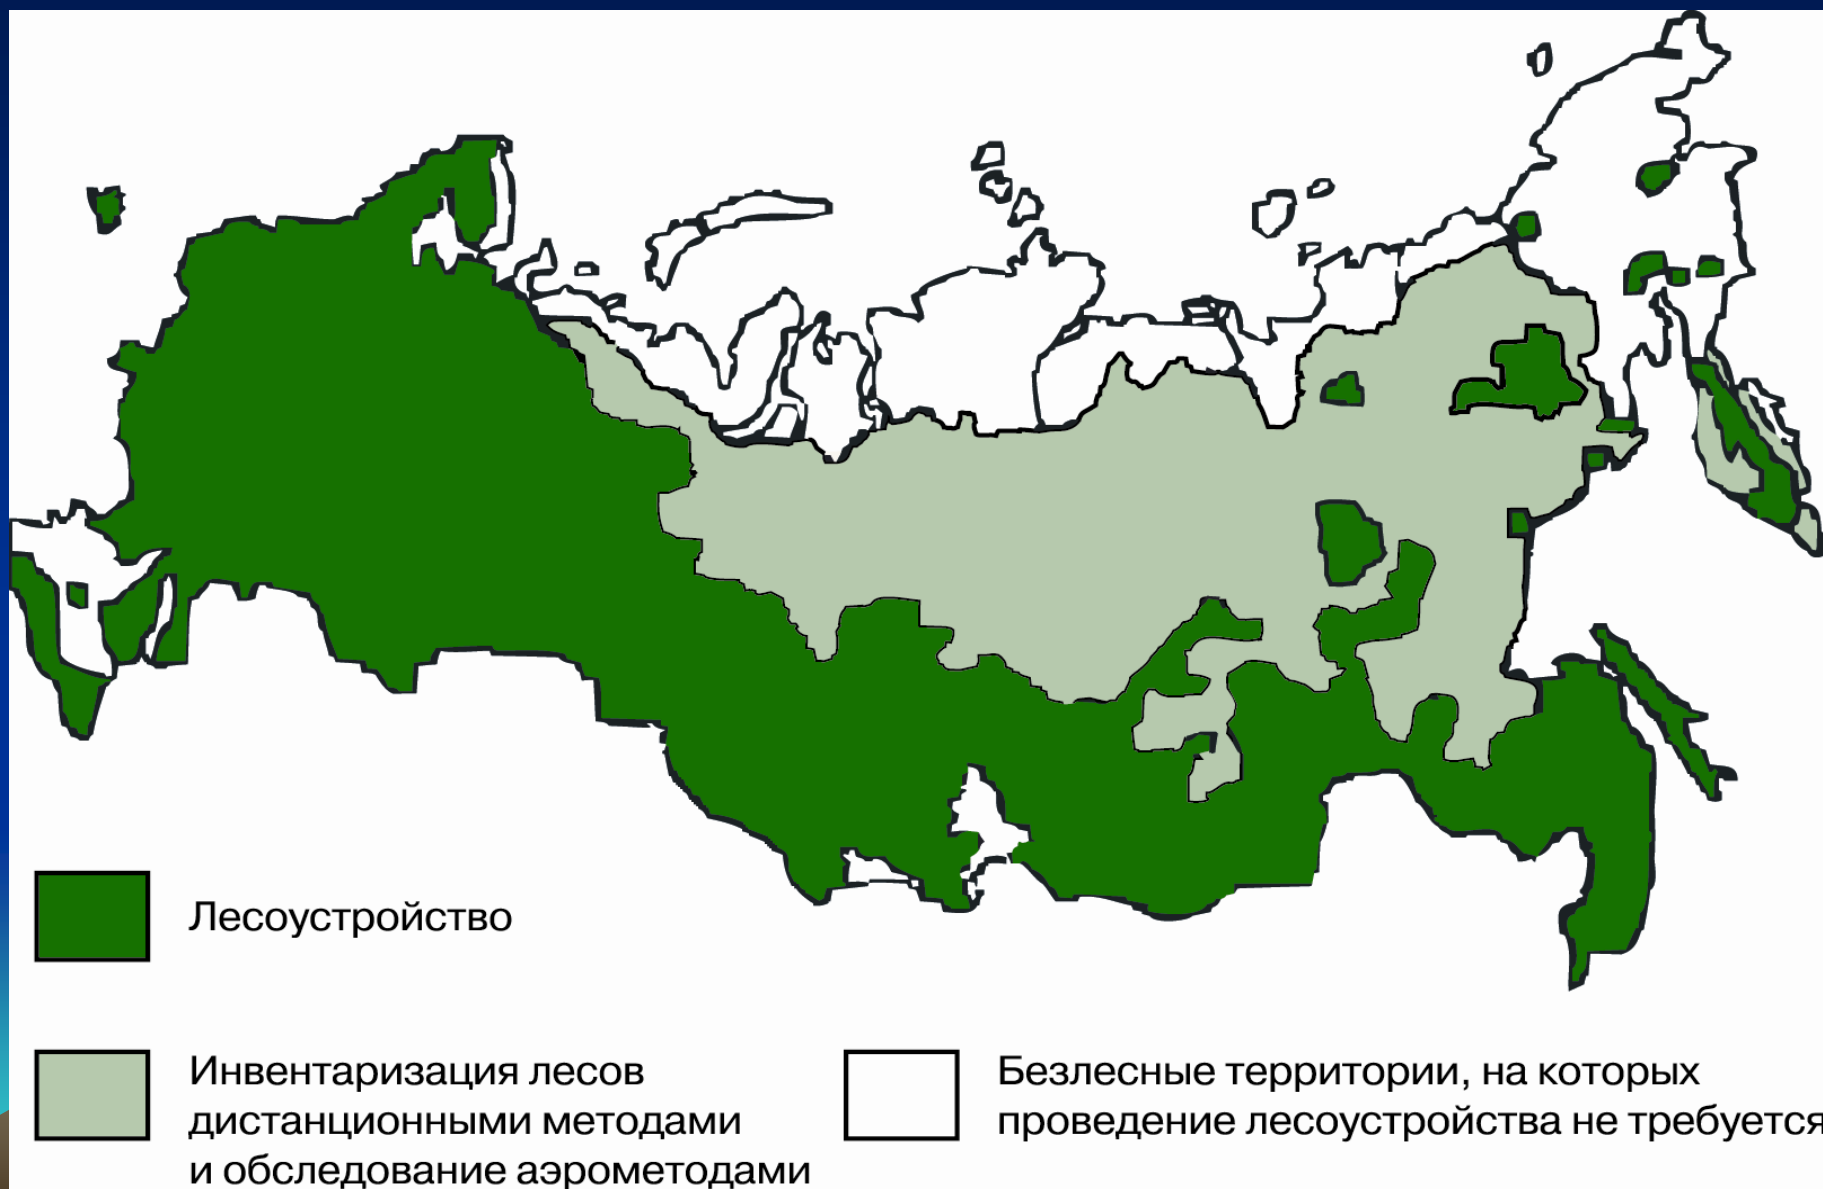 Лесоустройство
Инвентаризация лесов
дистанционными методами
и обследование аэрометодами
Безлесные территории, на которых
проведение лесоустройства не требуется